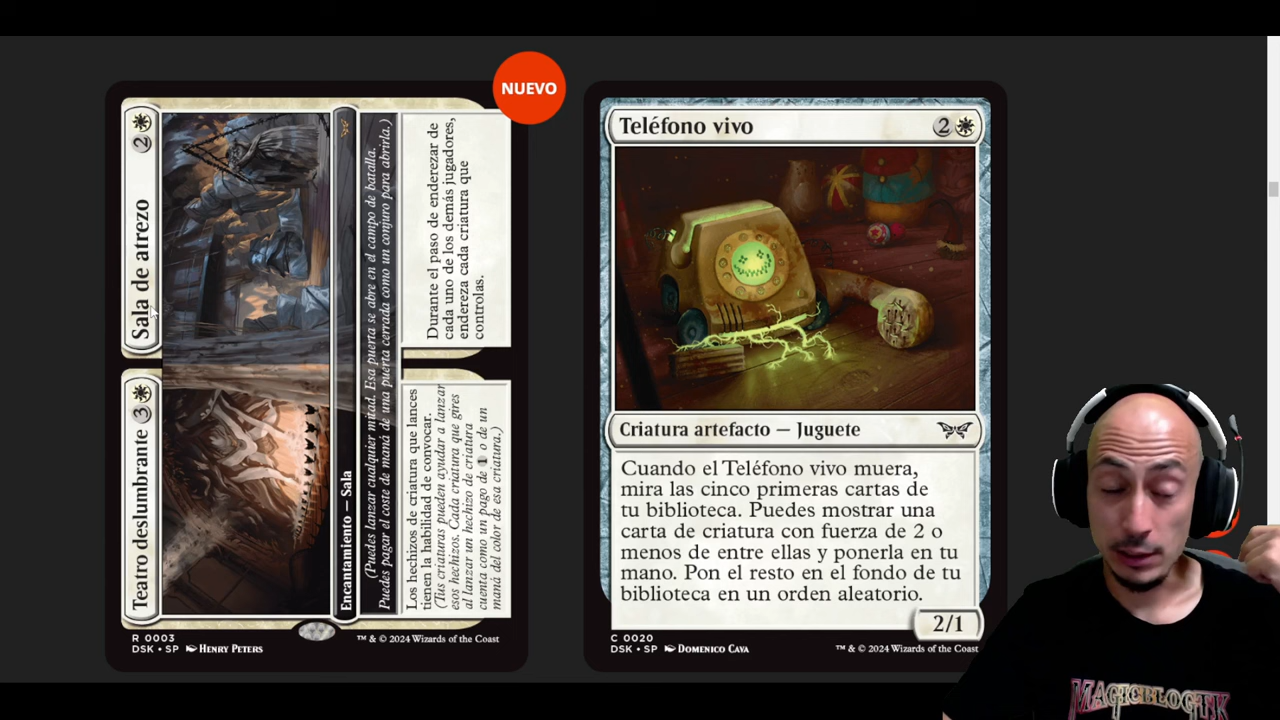 NUEVO
Teatro deslumbrante 3
Encantamiento — Sala
(Puedes lanzar cualquier mitad. Esa puerta se abre en el campo de batalla.
Puedes pagar el coste de maná de una puerta cerrada como un conjuro para abrirla.)
Los hechizos de criatura que lances
tienen la habilidad de convocar.
(Tus criaturas pueden ayudar a lanzar
esos hechizos. Cada criatura que gires
al lanzar un hechizo de criatura
cuenta como un pago de 1 o de un
maná del color de esa criatura.)
Sala de atrezo 2
Durante el paso de enderezar de
cada uno de los demás jugadores,
endereza cada criatura que
controlas.
R 0003
DSK • SP HENRY PETERS
™ & © 2024 Wizards of the Coast
Teléfono vivo 2
Criatura artefacto — Juguete
Cuando el Teléfono vivo muera,
mira las cinco primeras cartas de
tu biblioteca. Puedes mostrar una
carta de criatura con fuerza de 2 o
menos de entre ellas y ponerla en tu
mano. Pon el resto en el fondo de tu
biblioteca en un orden aleatorio.
2/1
C 0020
DSK • SP DOMENICO CAVA
™ & © 2024 Wizards of the Coast